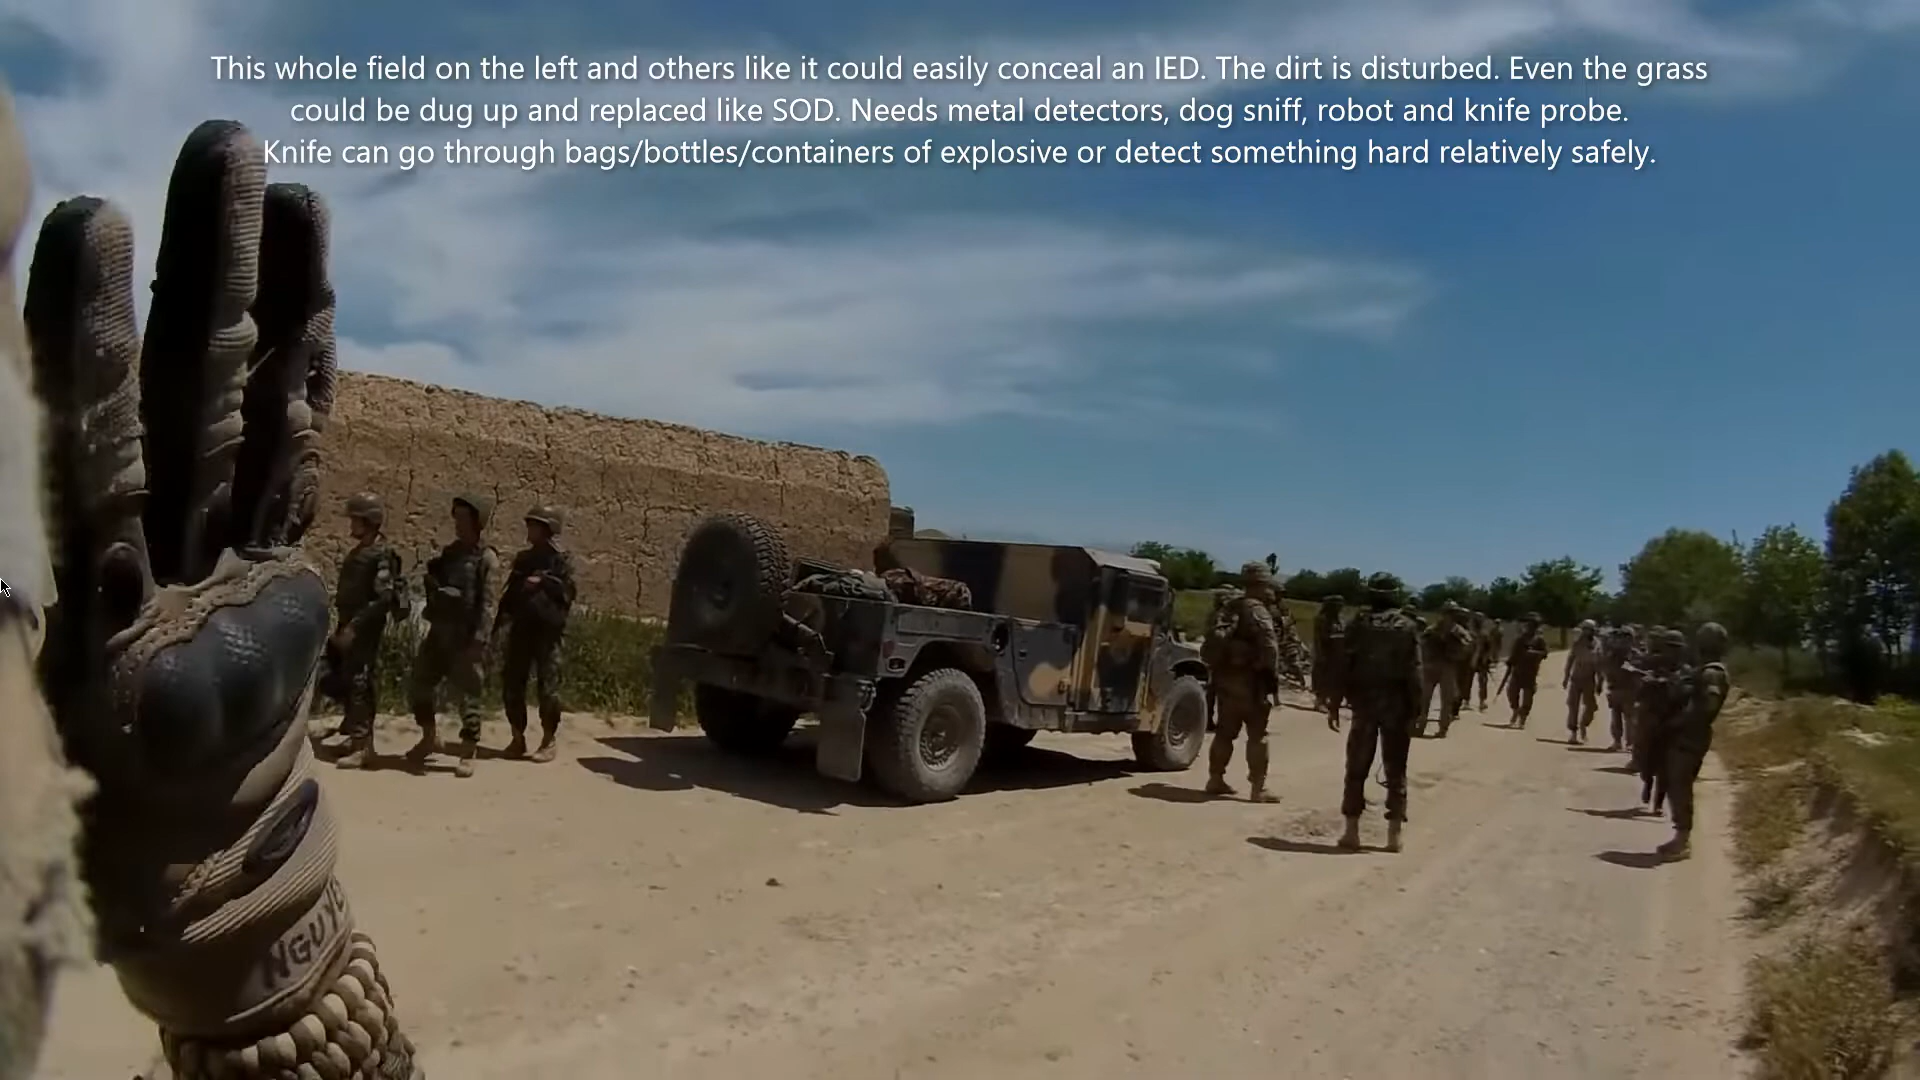 This whole field on the left and others like it could easily conceal an IED. The dirt is disturbed. Even the grass
could be dug up and replaced like SOD. Needs metal detectors, dog sniff, robot and knife probe.
Knife can go through bags/bottles/containers of explosive or detect something hard relatively safely.
NGUY